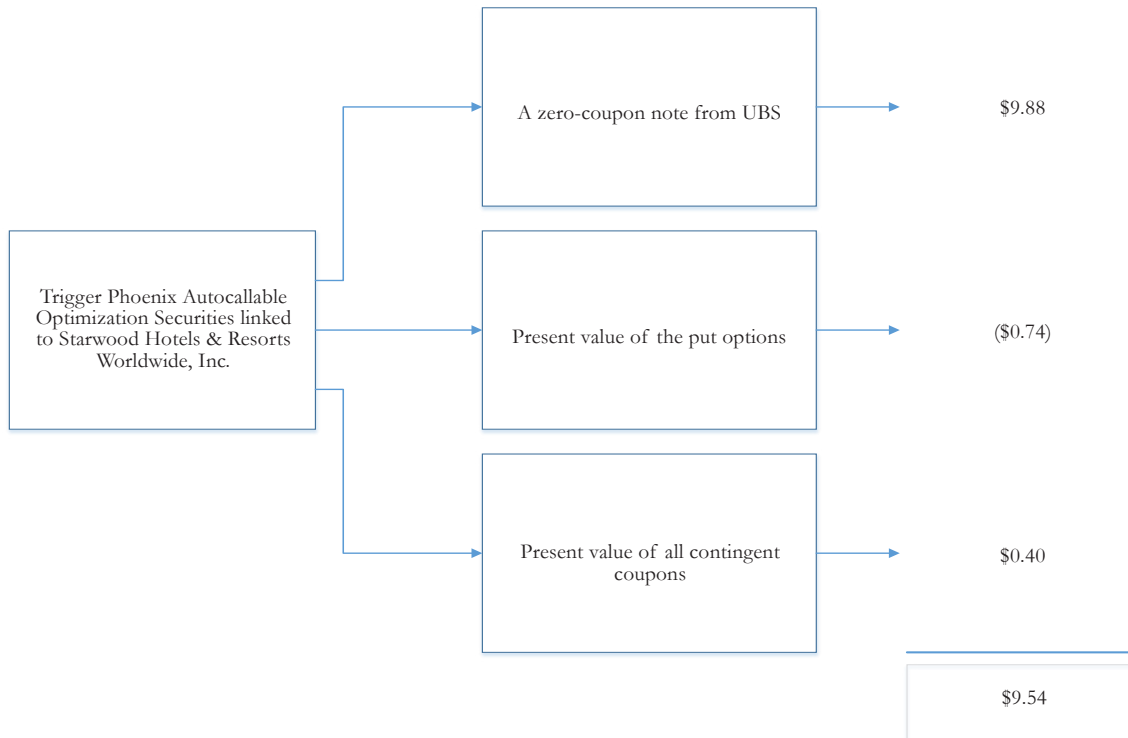 A zero-coupon note from UBS
$9.88
Trigger Phoenix Autocallable
Optimization Securities linked
to Starwood Hotels & Resorts
Worldwide, Inc.
Present value of the put options
($0.74)
Present value of all contingent
coupons
$0.40
$9.54